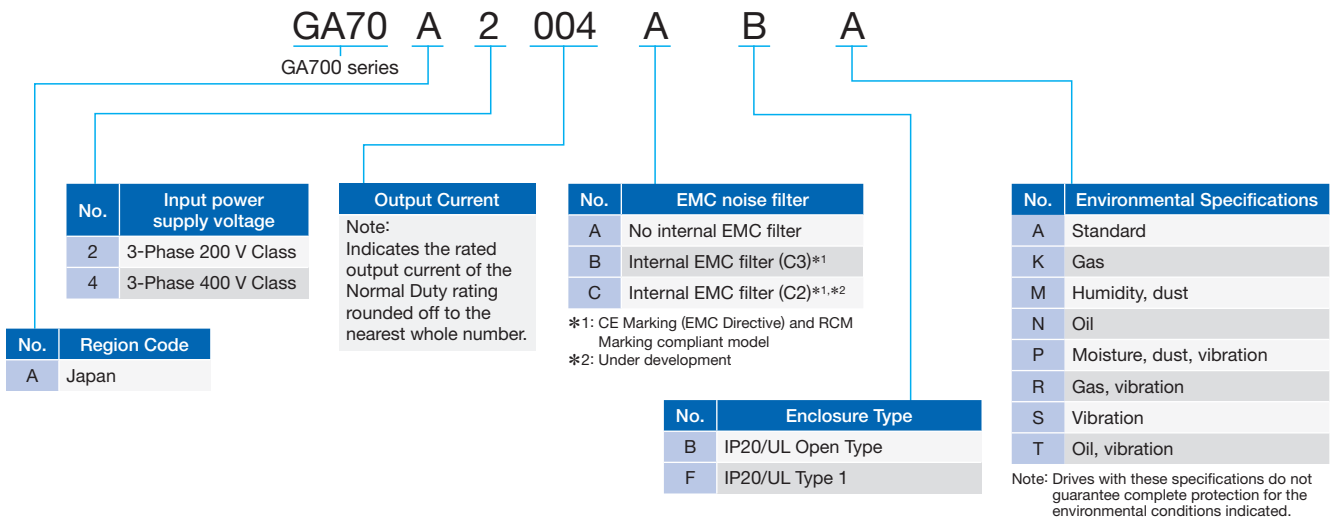 GA70 A 2 004 A B A
GA700 series
No. Input power
supply voltage
2 3-Phase 200 V Class
4 3-Phase 400 V Class
No. Region Code
A Japan
Output Current
Note:
Indicates the rated
output current of the
Normal Duty rating
rounded off to the
nearest whole number.
No. EMC noise filter
A No internal EMC filter
B Internal EMC filter (C3)*1
C Internal EMC filter (C2)*1,*2
*1: CE Marking (EMC Directive) and RCM
Marking compliant model
*2: Under development
No. Enclosure Type
B IP20/UL Open Type
F IP20/UL Type 1
No. Environmental Specifications
A Standard
K Gas
M Humidity, dust
N Oil
P Moisture, dust, vibration
R Gas, vibration
S Vibration
T Oil, vibration
Note: Drives with these specifications do not
guarantee complete protection for the
environmental conditions indicated.